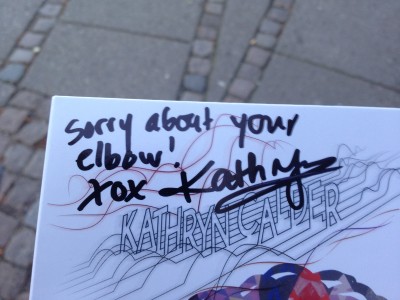 sorry about your
elbow!
xox Kathryn
KATHRYN CALDER